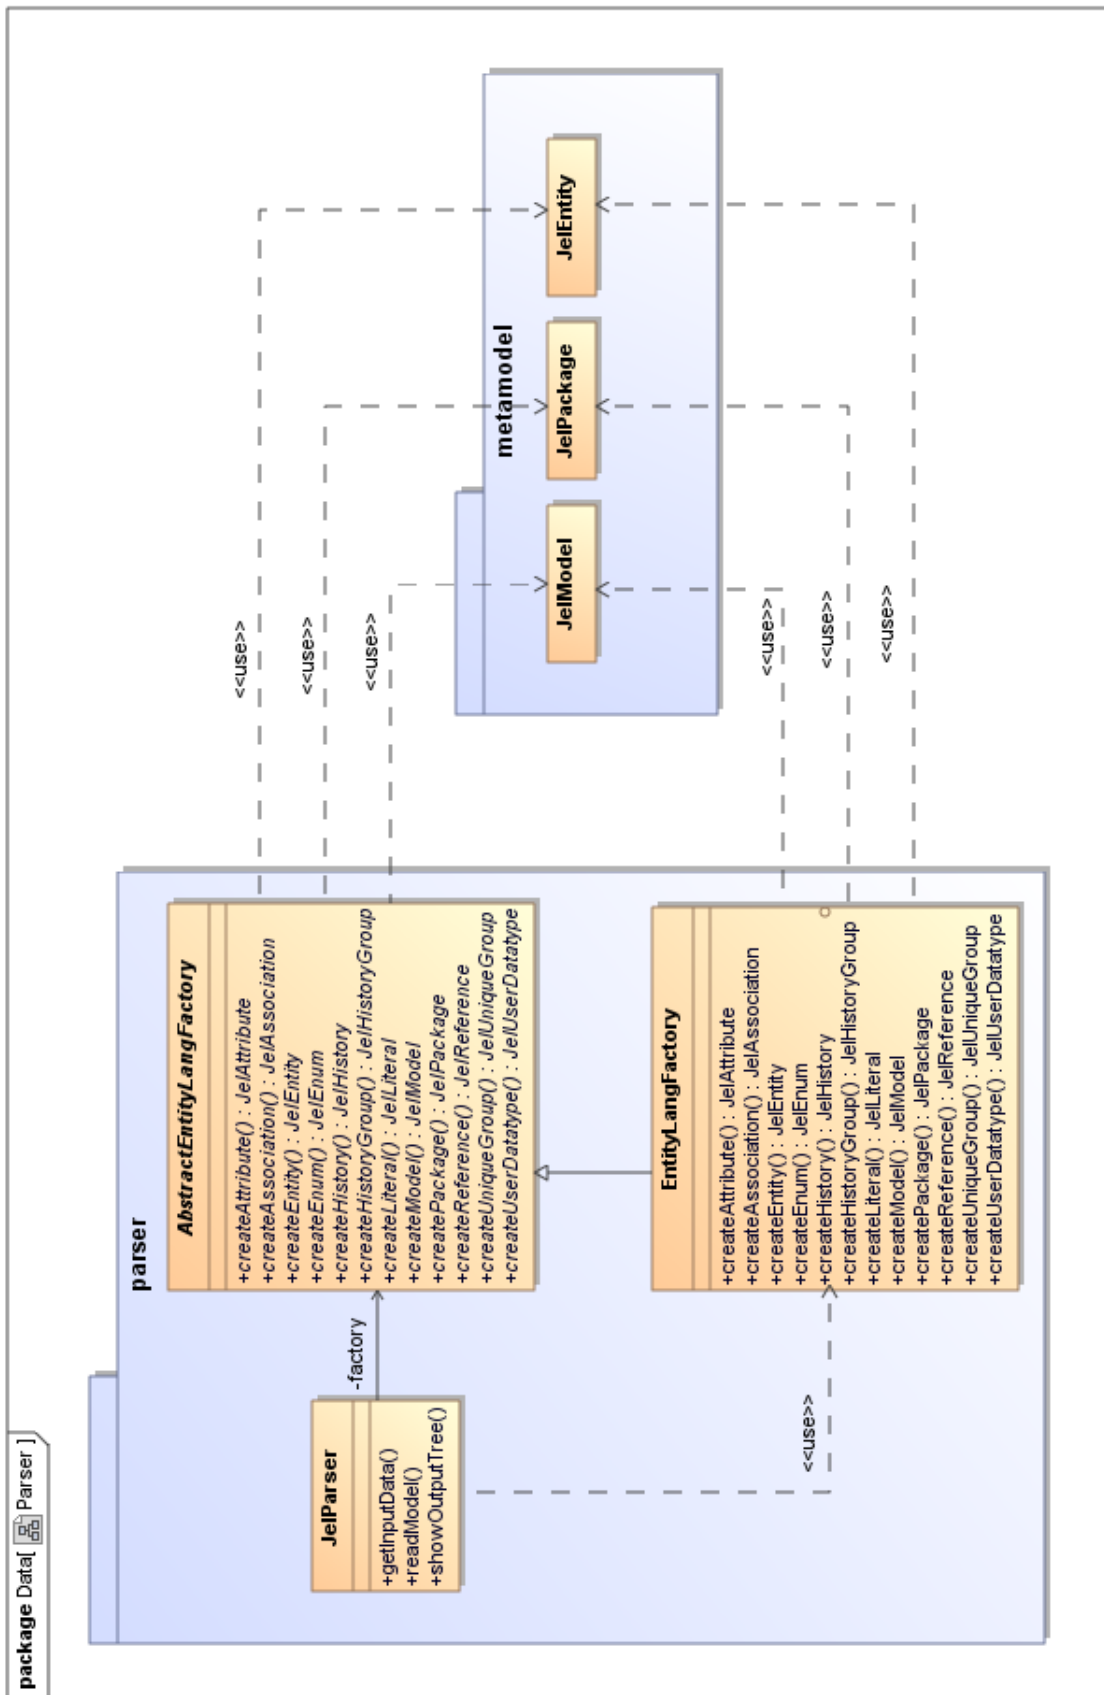 package Data[ Parser ]
parser
JelParser
+getInputData()
+readModel()
+showOutputTree()
-factory
AbstractEntityLangFactory
+createAttribute() : JelAttribute
+createAssociation() : JelAssociation
+createEntity() : JelEntity
+createEnum() : JelEnum
+createHistory() : JelHistory
+createHistoryGroup() : JelHistoryGroup
+createLiteral() : JelLiteral
+createModel() : JelModel
+createPackage() : JelPackage
+createReference() : JelReference
+createUniqueGroup() : JelUniqueGroup
+createUserDatatype() : JelUserDatatype
<<use>>
EntityLangFactory
+createAttribute() : JelAttribute
+createAssociation() : JelAssociation
+createEntity() : JelEntity
+createEnum() : JelEnum
+createHistory() : JelHistory
+createHistoryGroup() : JelHistoryGroup
+createLiteral() : JelLiteral
+createModel() : JelModel
+createPackage() : JelPackage
+createReference() : JelReference
+createUniqueGroup() : JelUniqueGroup
+createUserDatatype() : JelUserDatatype
<<use>>
<<use>>
<<use>>
metamodel
JelModel
JelPackage
JelEntity
<<use>>
<<use>>
<<use>>